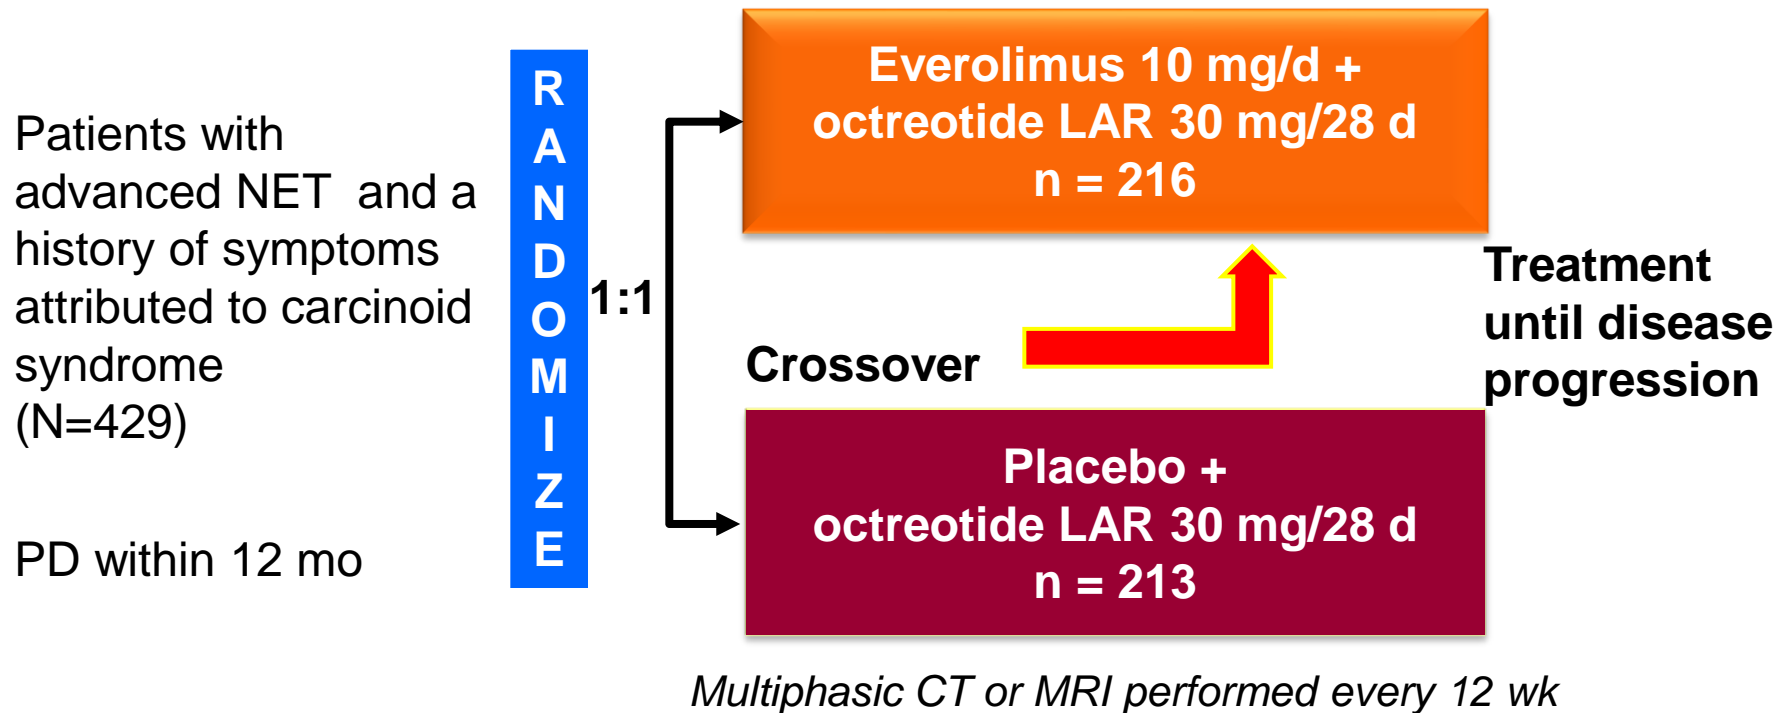 Patients with
advanced NET and a
history of symptoms
attributed to carcinoid
syndrome
(N=429)
PD within 12 mo
R
A
N
D
O
M
I
Z
E
1:1
Everolimus 10 mg/d +
octreotide LAR 30 mg/28 d
n = 216
Crossover
Placebo +
octreotide LAR 30 mg/28 d
n = 213
Treatment
until disease
progression
Multiphasic CT or MRI performed every 12 wk